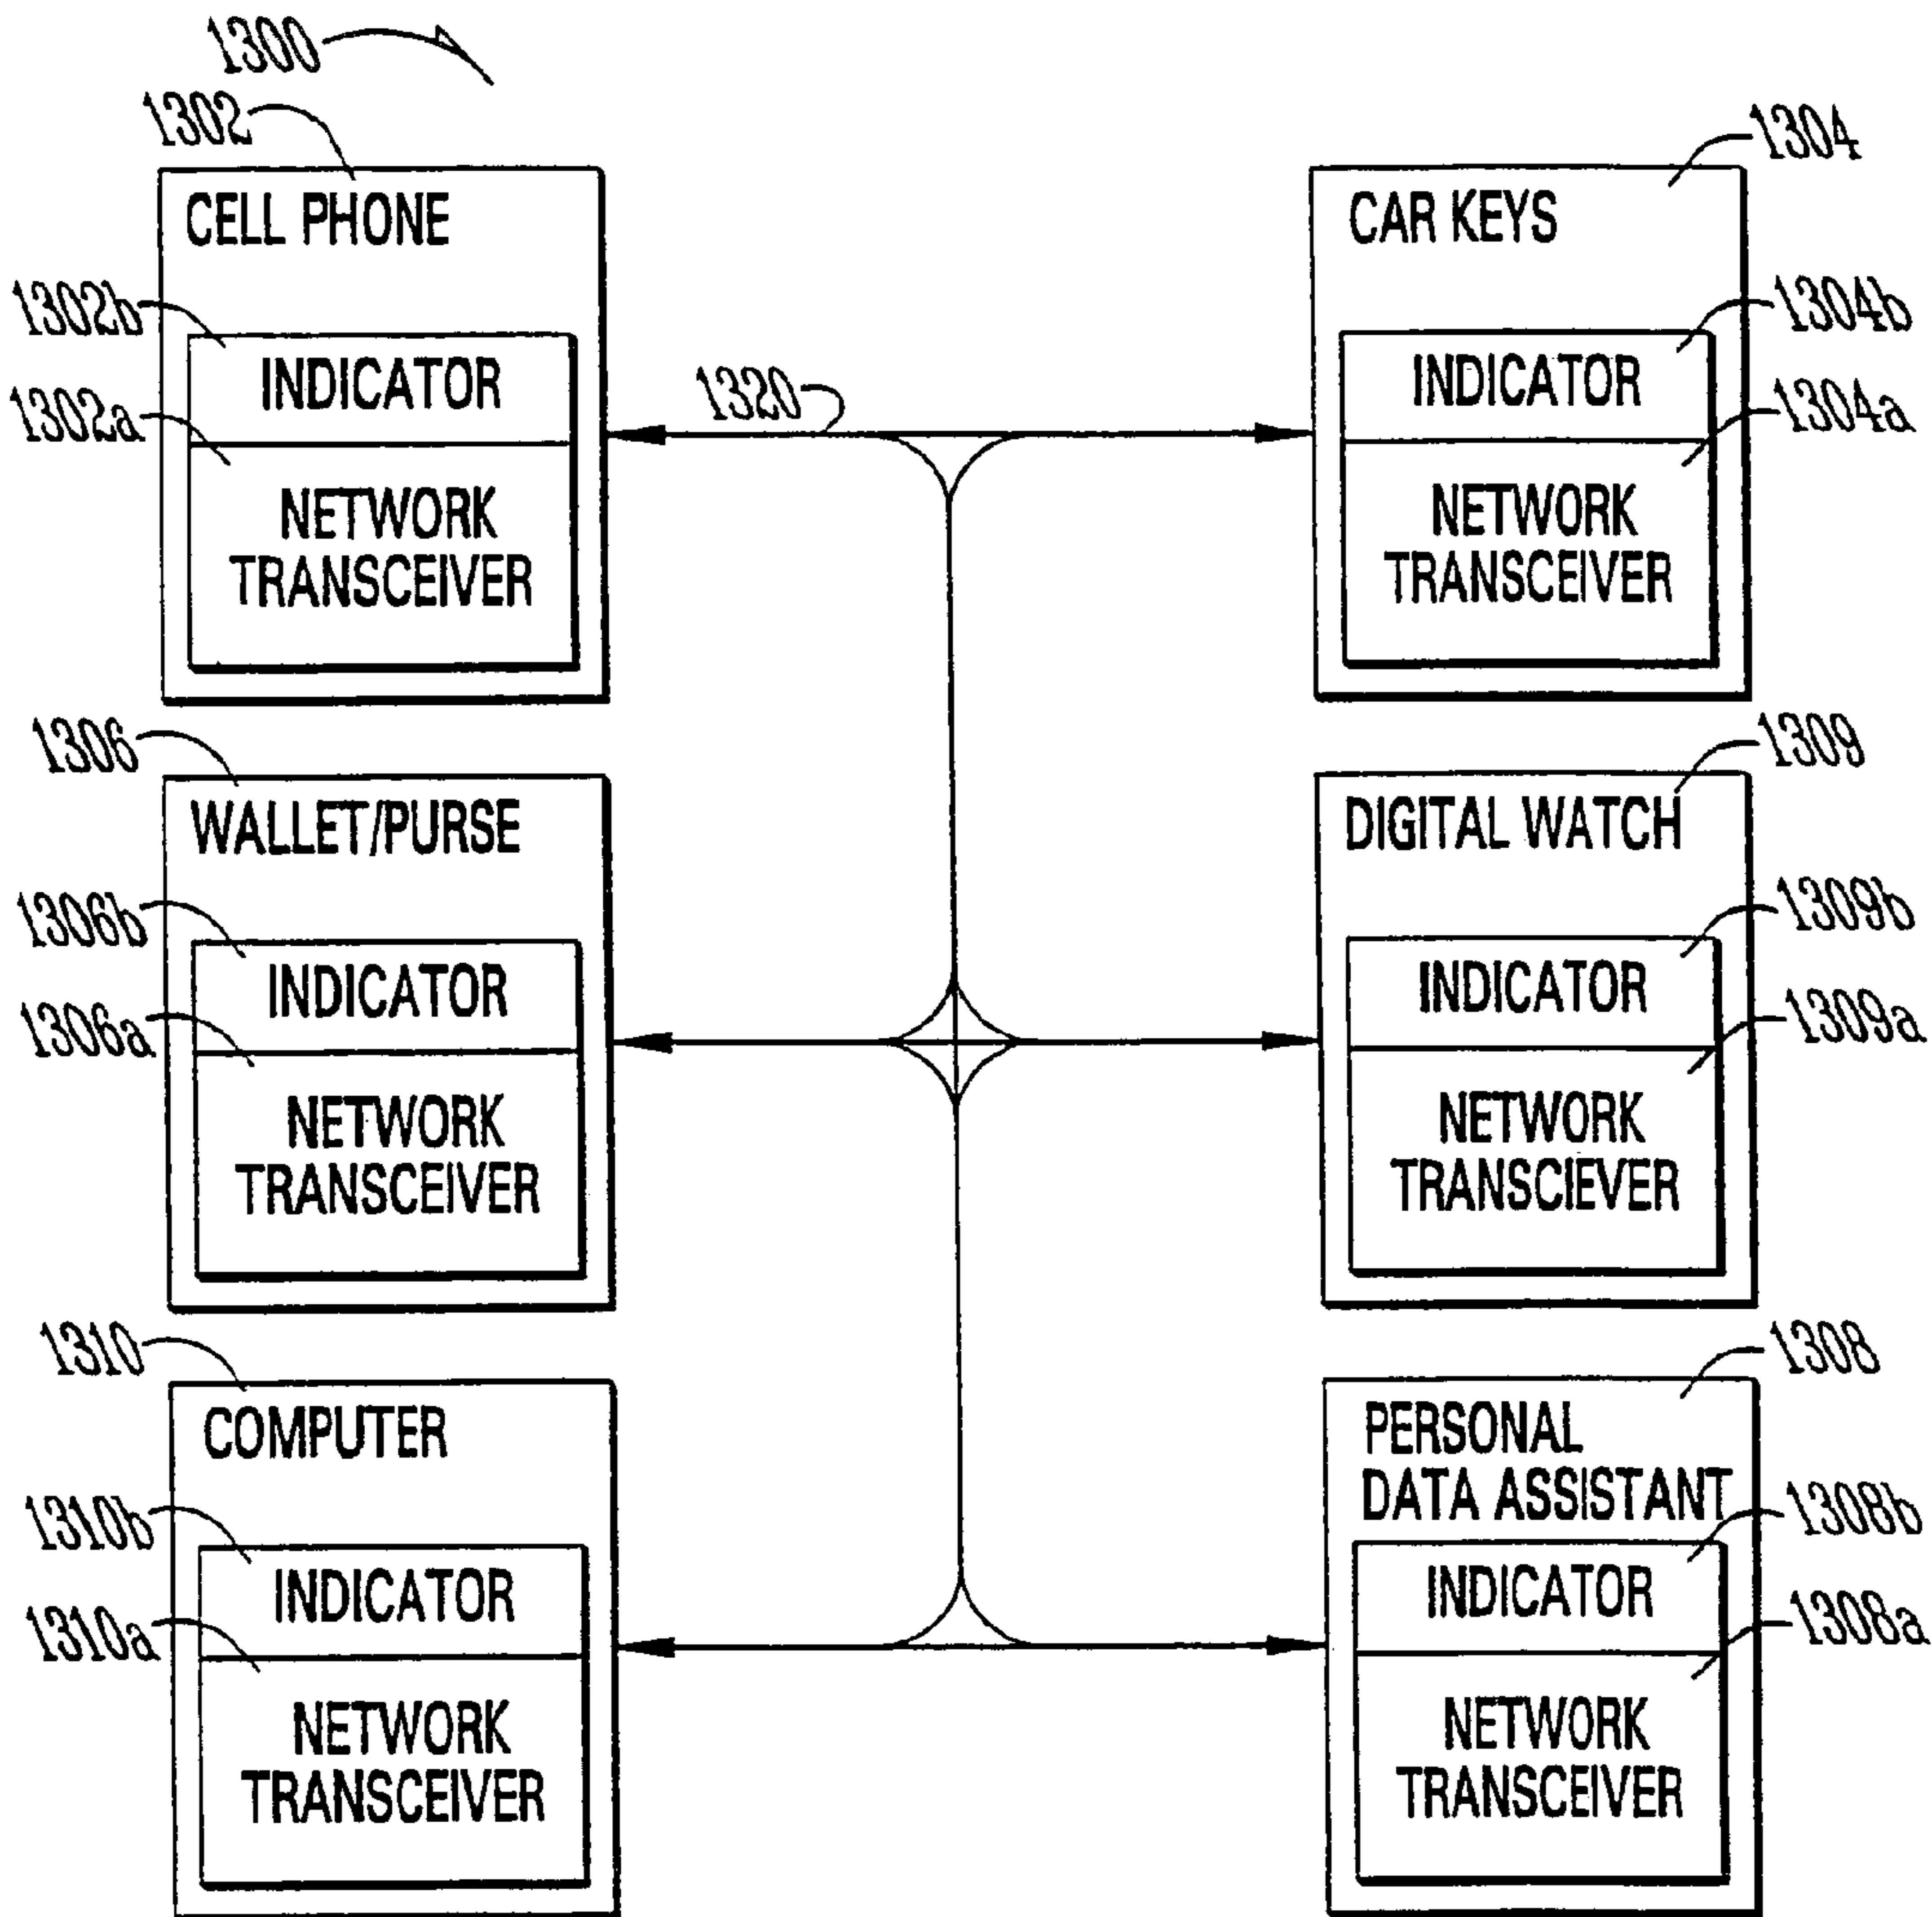 1300
1302
CELL PHONE
1302b
INDICATOR
1302a
NETWORK
TRANSCEIVER
1320
1304
CAR KEYS
1304b
INDICATOR
1304a
NETWORK
TRANSCEIVER
1306
WALLET/PURSE
1306b
INDICATOR
1306a
NETWORK
TRANSCEIVER
1309
DIGITAL WATCH
1309b
INDICATOR
1309a
NETWORK
TRANSCIEVER
1310
COMPUTER
1310b
INDICATOR
1310a
NETWORK
TRANSCEIVER
1308
PERSONAL
DATA ASSISTANT
1308b
INDICATOR
1308a
NETWORK
TRANSCEIVER